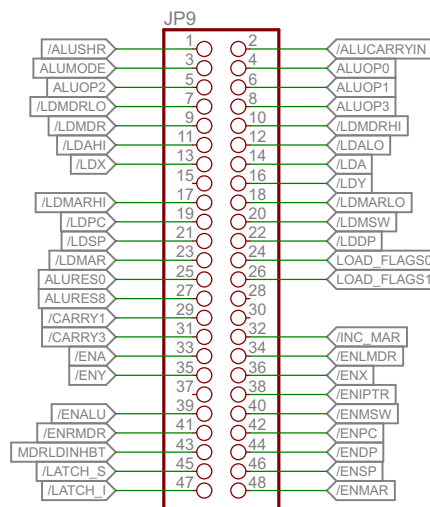 JP9
/ALUSHR 1 2 /ALUCARRYIN
ALUMODE 3 4 ALUOP0
ALUOP2 5 6 ALUOP1
/LDMDRLO 7 8 ALUOP3
/LDMDR 9 10 /LDMDRHI
/LDAHI 11 12 /LDALO
/LDX 13 14 /LDA
15 16 /LDY
/LDMARHI 17 18 /LDMARLO
/LDPC 19 20 /LDMSW
/LDSP 21 22 /LDDP
/LDMAR 23 24 LOAD_FLAGS0
ALURES0 25 26 LOAD_FLAGS1
ALURES8 27 28
/CARRY1 29 30
/CARRY3 31 32 /INC_MAR
/ENA 33 34 /ENLMDR
/ENY 35 36 /ENX
37 38 /ENIPTR
/ENALU 39 40 /ENMSW
/ENRMDR 41 42 /ENPC
MDRLDINHBT 43 44 /ENDP
/LATCH_S 45 46 /ENSP
/LATCH_I 47 48 /ENMAR